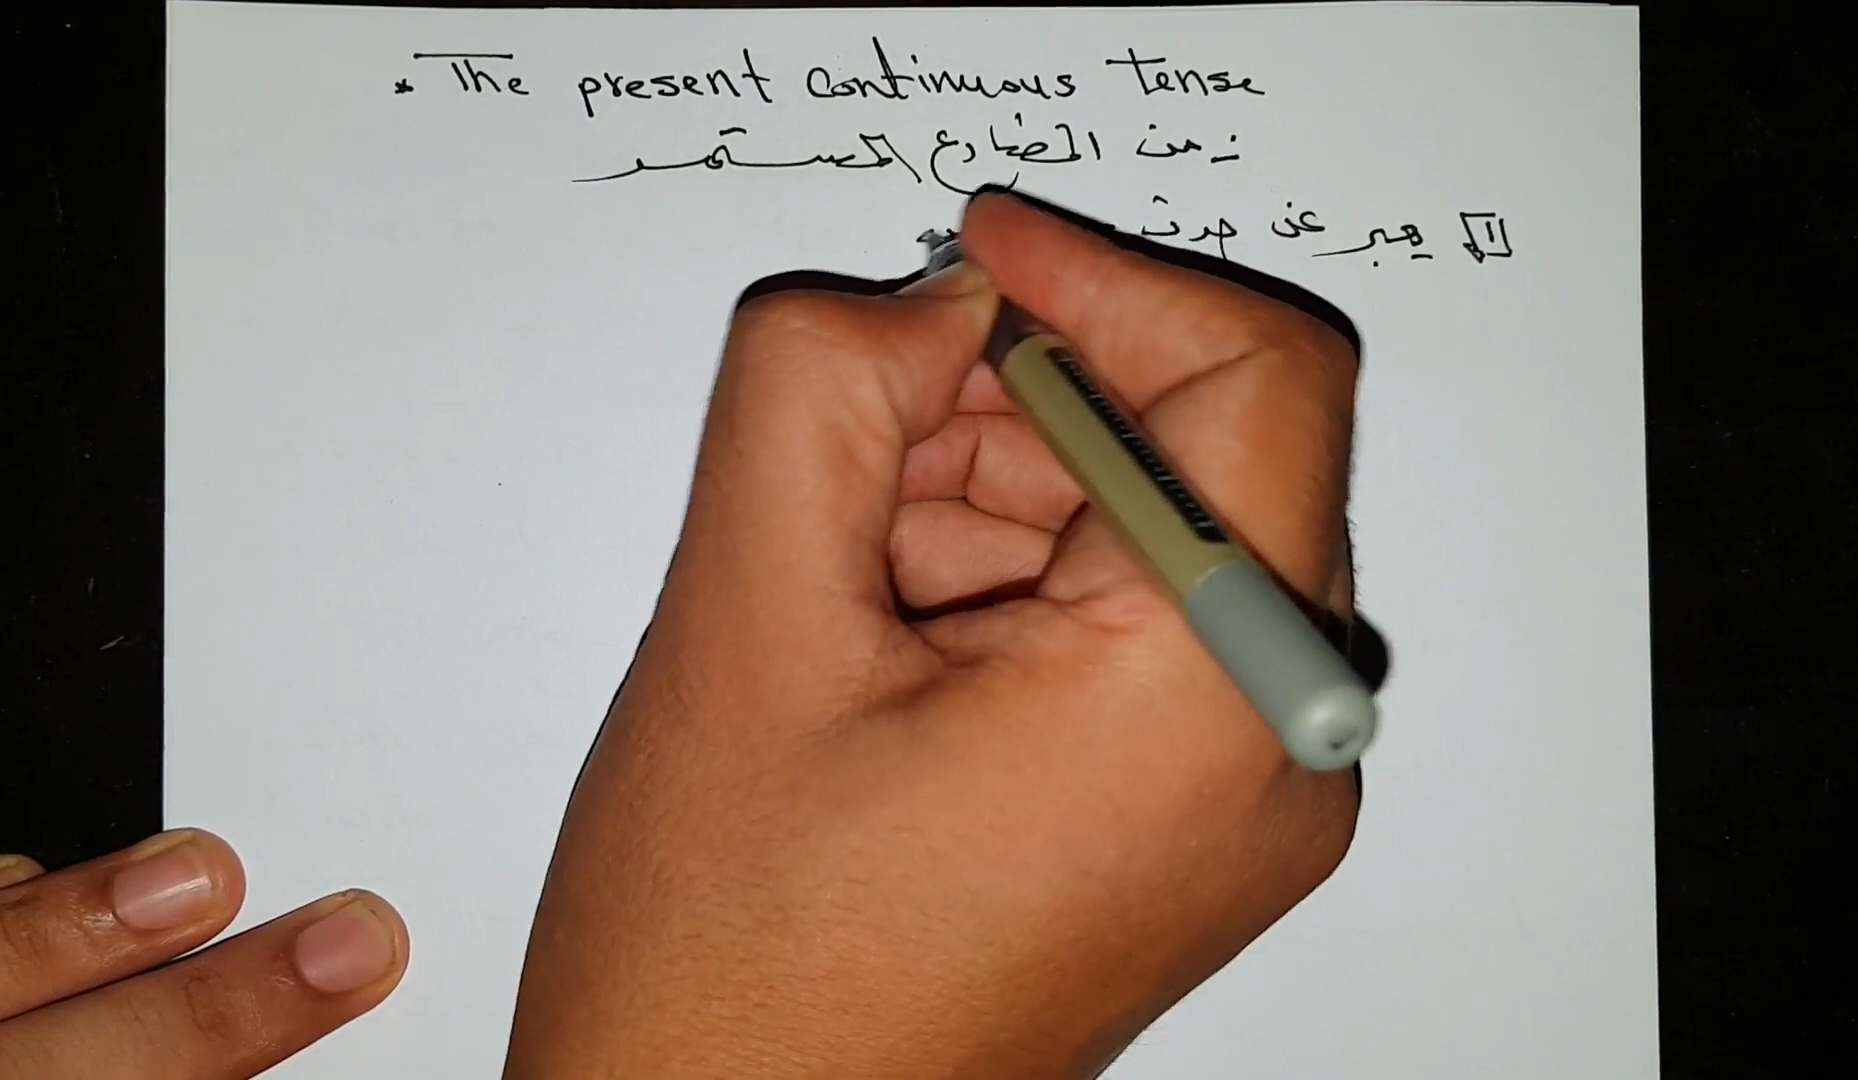 * The present continuous Tense
زمن المضارع المستمر
[1] يعبر عن حدث